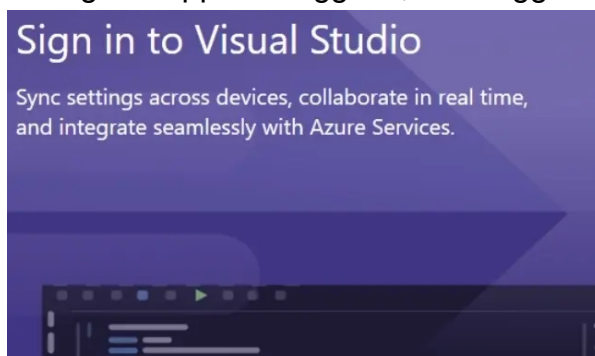 Sign in to Visual Studio
Sync settings across devices, collaborate in real time,
and integrate seamlessly with Azure Services.